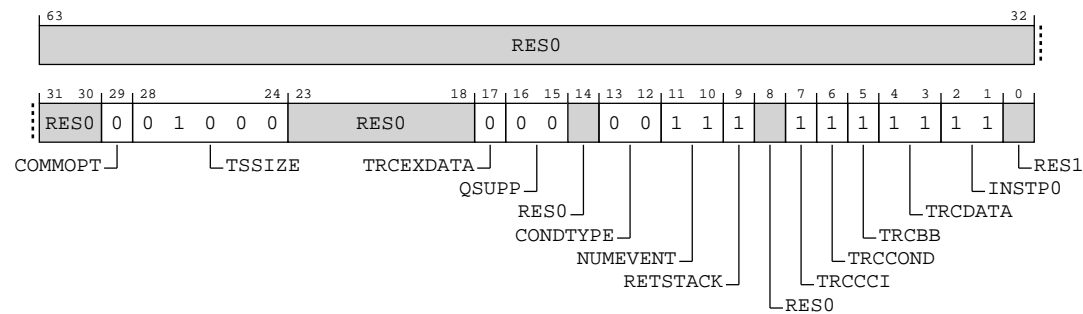 63 32
RES0
31 30 29 28 24 23 18 17 16 15 14 13 12 11 10 9 8 7 6 5 4 3 2 1 0
RES0 0 0 1 0 0 0 RES0 0 0 0 0 0 1 1 1 1 1 1 1 1 1 1
COMMOPT TSSIZE TRCEXDATA RES1
QSUPP INSTP0
RES0 TRCDATA
CONDTYPE TRCBB
NUMEVENT TRCCOND
RETSTACK TRCCCI
RES0